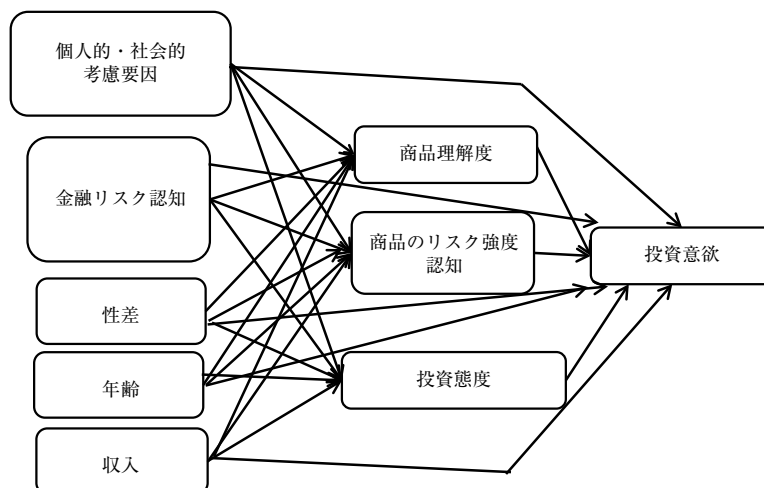 個人的・社会的
考慮要因
金融リスク認知
性差
年齢
収入
商品理解度
商品のリスク強度
認知
投資態度
投資意欲